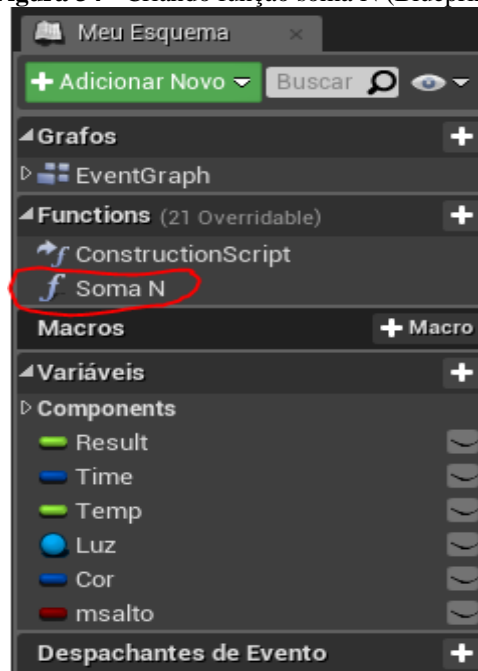 Meu Esquema
Adicionar Novo Buscar
Grafos
EventGraph
Functions (21 Overridable)
ConstructionScript
Soma N
Macros + Macro
Variáveis
Components
Result
Time
Temp
Luz
Cor
msalto
Despachantes de Evento